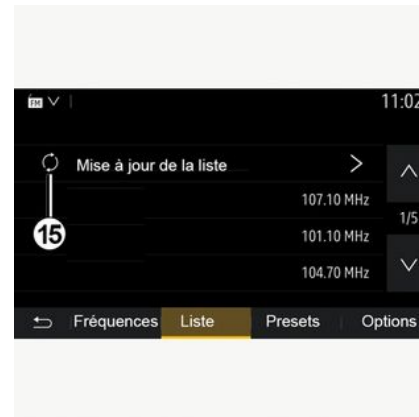 FM
11:02
Mise à jour de la liste
107.10 MHz
1/5
101.10 MHz
15
104.70 MHz
Fréquences Liste Presets Options